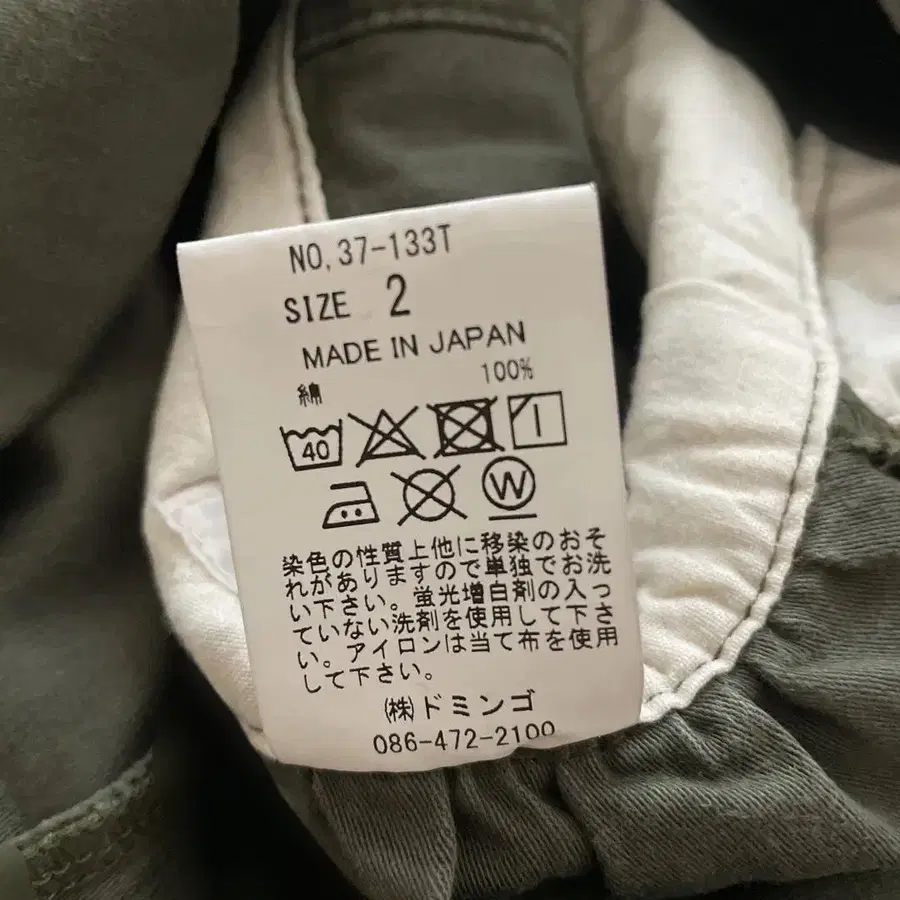 NO,37-133T
SIZE 2
MADE IN JAPAN
綿 100%
40
W
染色の性質上他に移染のおそ
れがありますので単独でお洗
い下さい。蛍光増白剤の入っ
ていない洗剤を使用して下さ
い。アイロンは当て布を使用
して下さい。
㈱ドミンゴ
086-472-2100